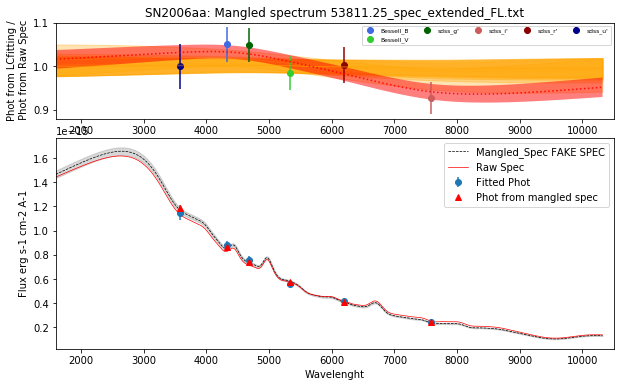 SN2006aa: Mangled spectrum 53811.25_spec_extended_FL.txt
Phot from LCfitting /
Phot from Raw Spec
1.1
1.0
0.9
Bessell_B
Bessell_V
sdss_g'
sdss_i'
sdss_r'
sdss_u'
2000 3000 4000 5000 6000 7000 8000 9000 10000
Flux erg s-1 cm-2 A-1
1.6
1.4
1.2
1.0
0.8
0.6
0.4
0.2
Mangled_Spec FAKE SPEC
Raw Spec
Fitted Phot
Phot from mangled spec
2000 3000 4000 5000 6000 7000 8000 9000 10000
Wavelenght